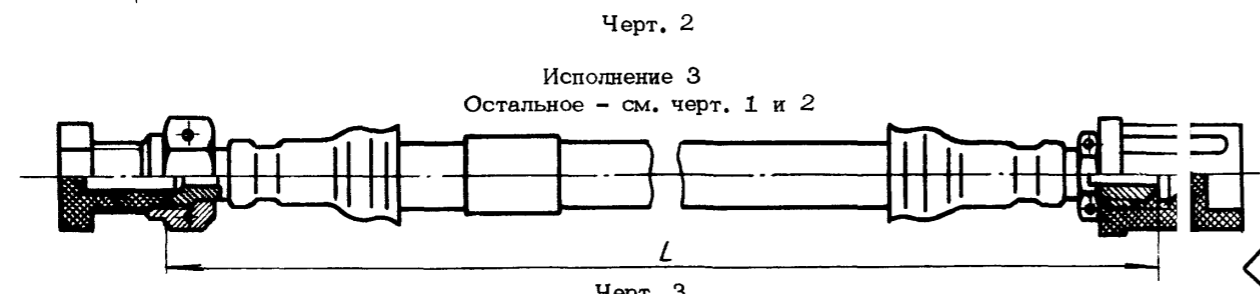 Черт. 2
Исполнение 3
Остальное - см. черт. 1 и 2
L
Черт. 3